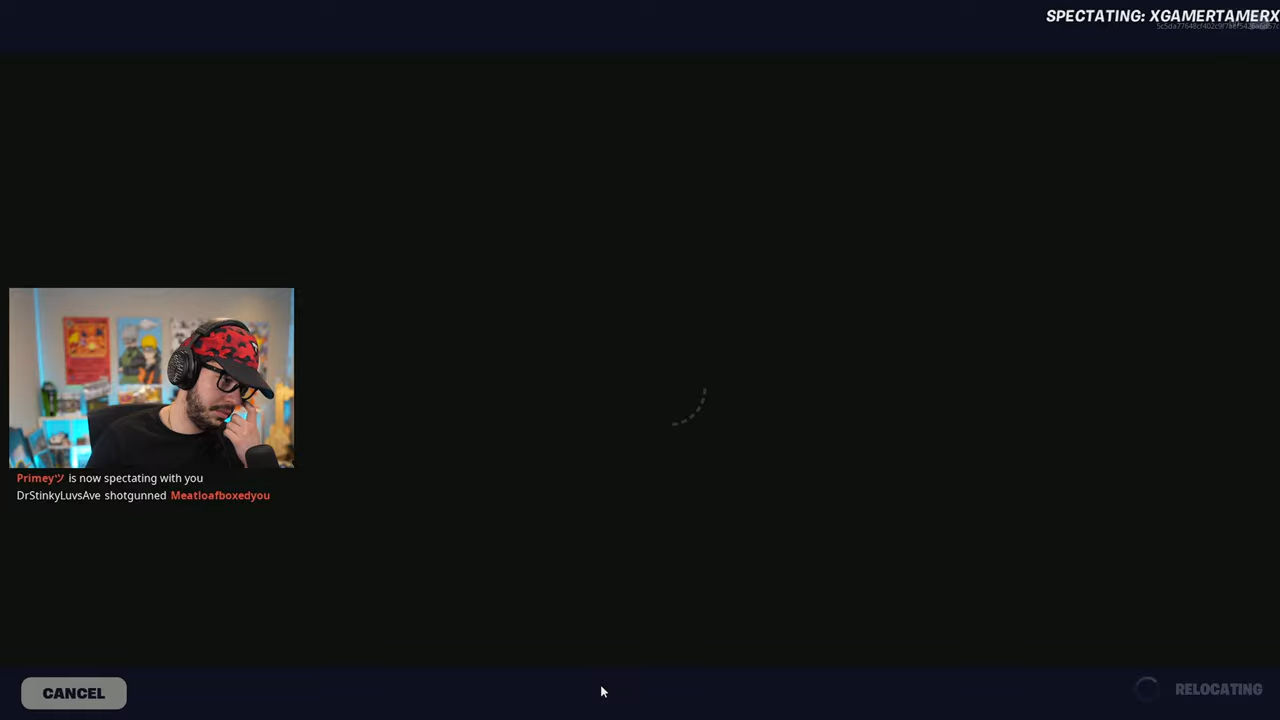 SPECTATING: XGAMERTAMERX
Primeyツ is now spectating with you
DrStinkyLuvsAve shotgunned Meatloafboxedyou
CANCEL
RELOCATING